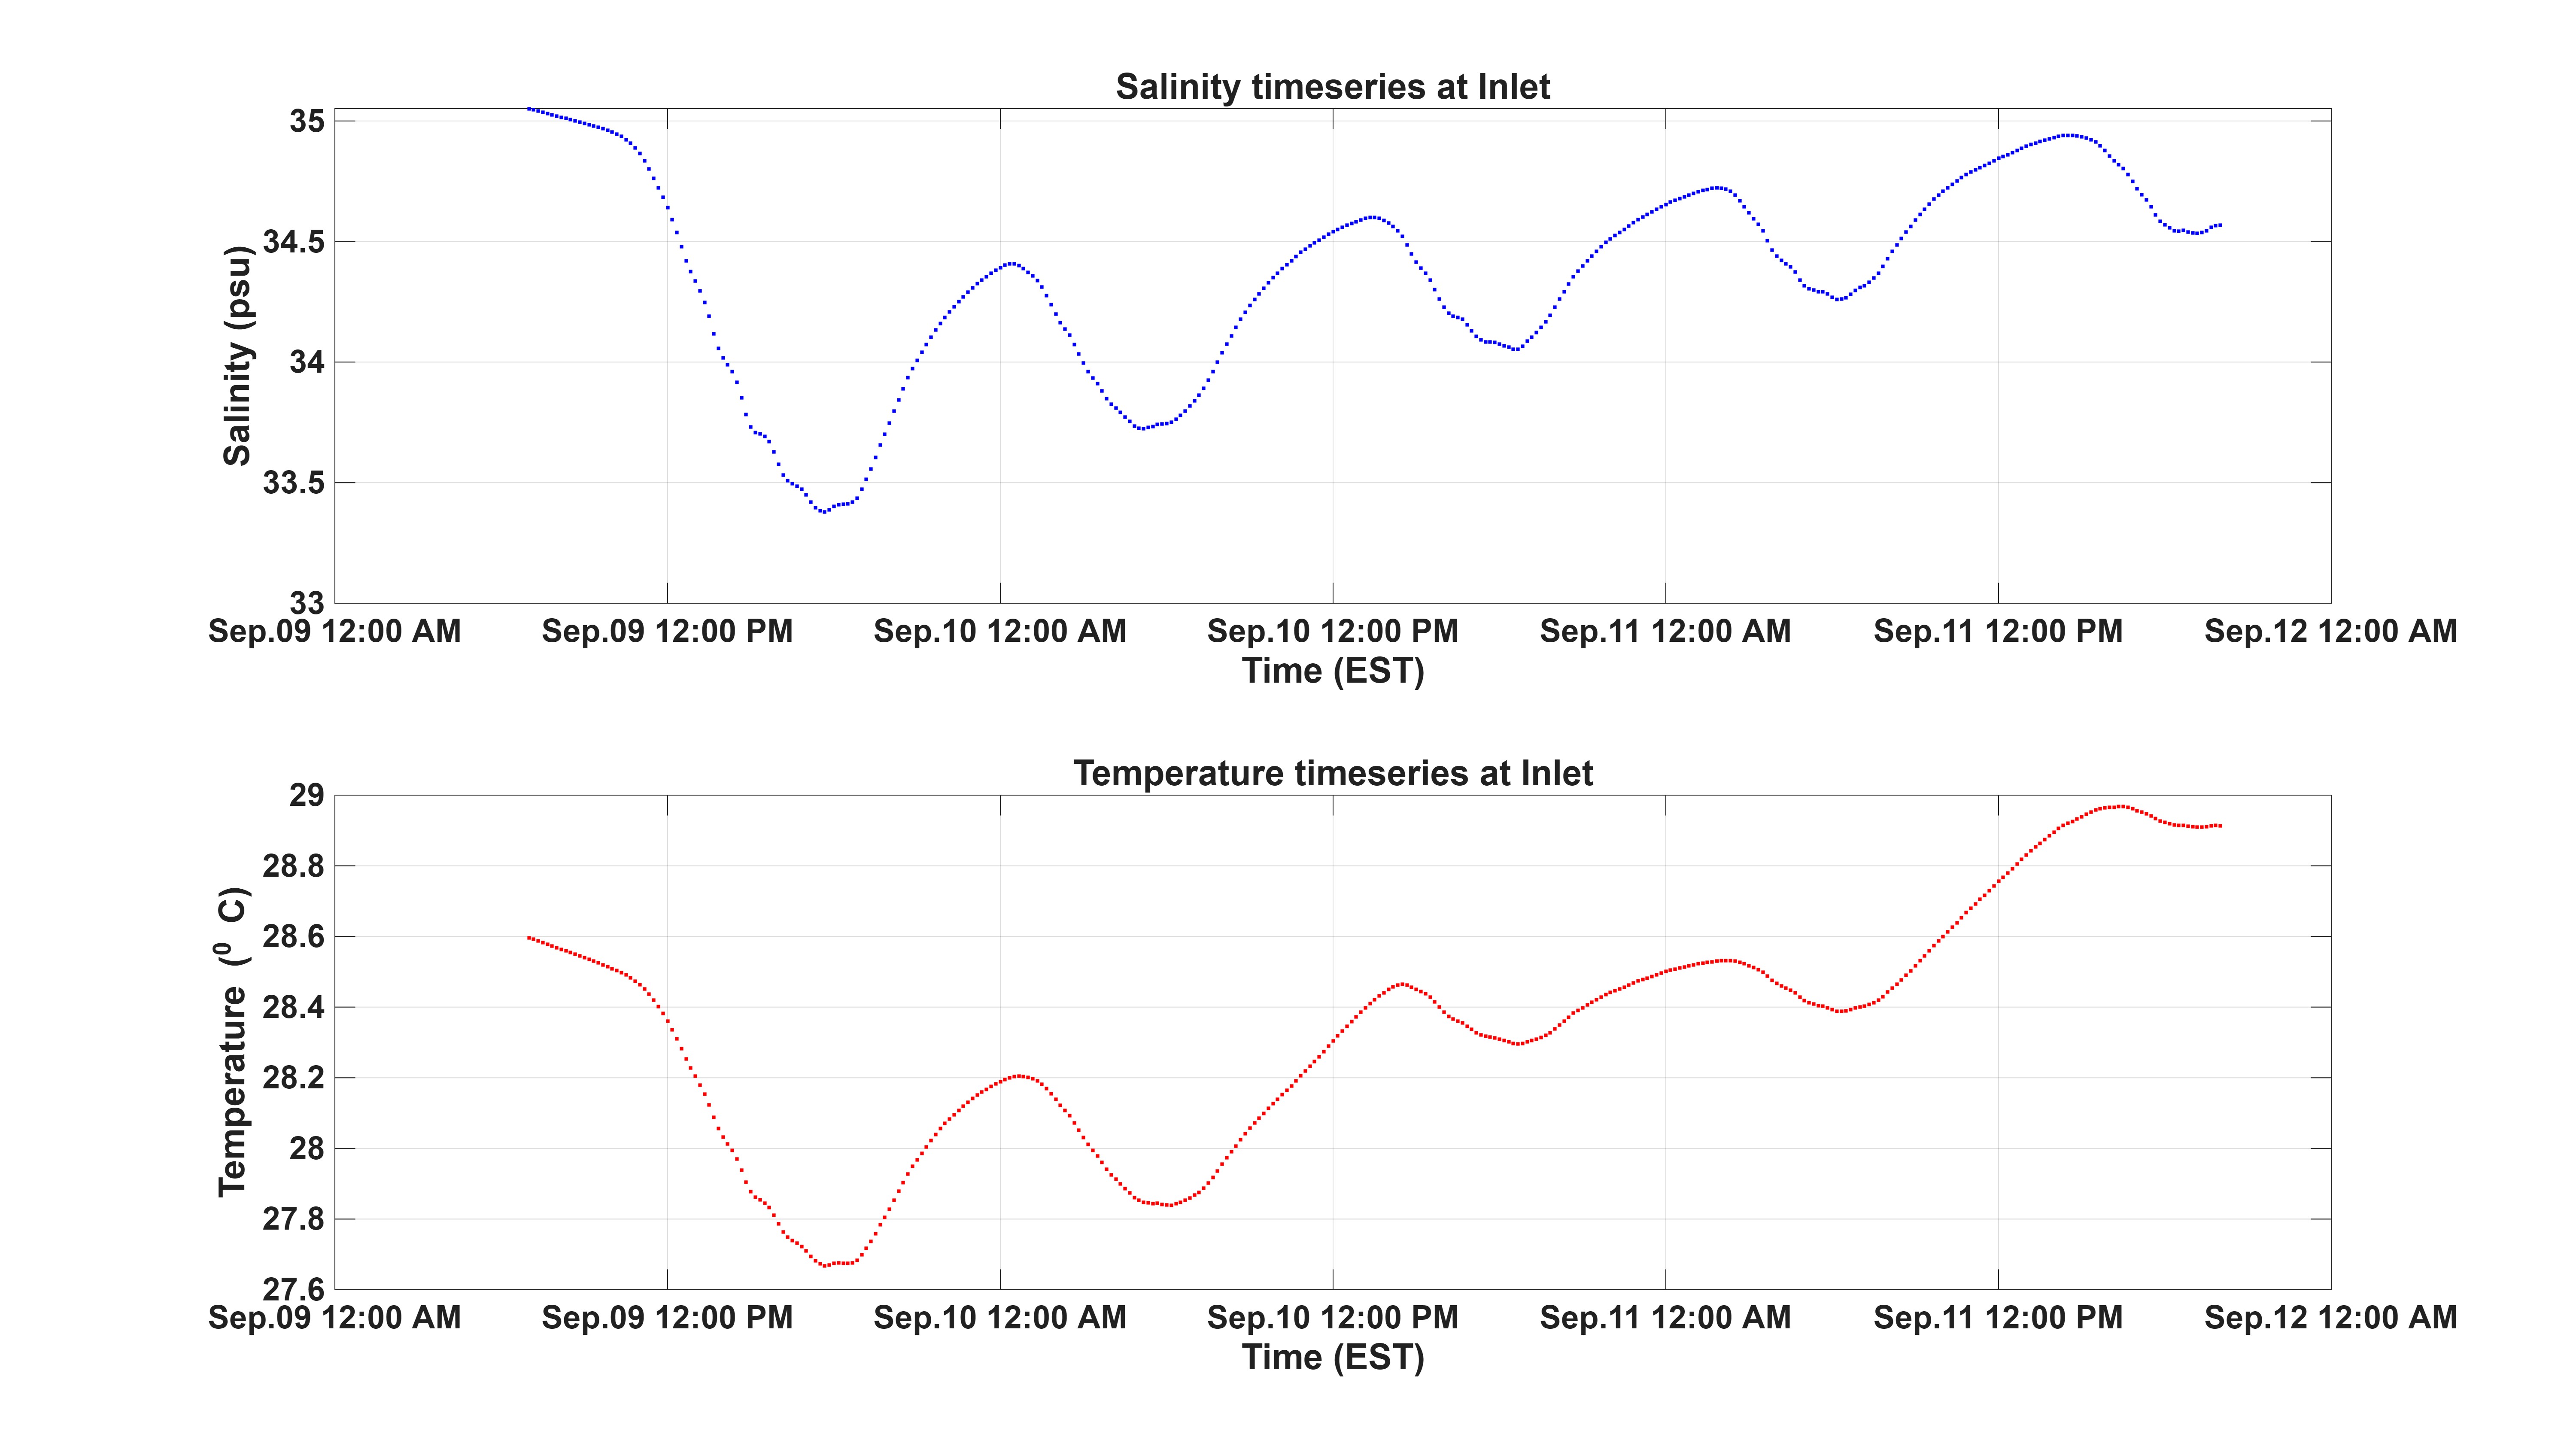 Salinity timeseries at Inlet
Salinity (psu)
35
34.5
34
33.5
33
Sep.09 12:00 AM Sep.09 12:00 PM Sep.10 12:00 AM Sep.10 12:00 PM Sep.11 12:00 AM Sep.11 12:00 PM Sep.12 12:00 AM
Time (EST)
Temperature timeseries at Inlet
Temperature (⁰ C)
29
28.8
28.6
28.4
28.2
28
27.8
27.6
Sep.09 12:00 AM Sep.09 12:00 PM Sep.10 12:00 AM Sep.10 12:00 PM Sep.11 12:00 AM Sep.11 12:00 PM Sep.12 12:00 AM
Time (EST)